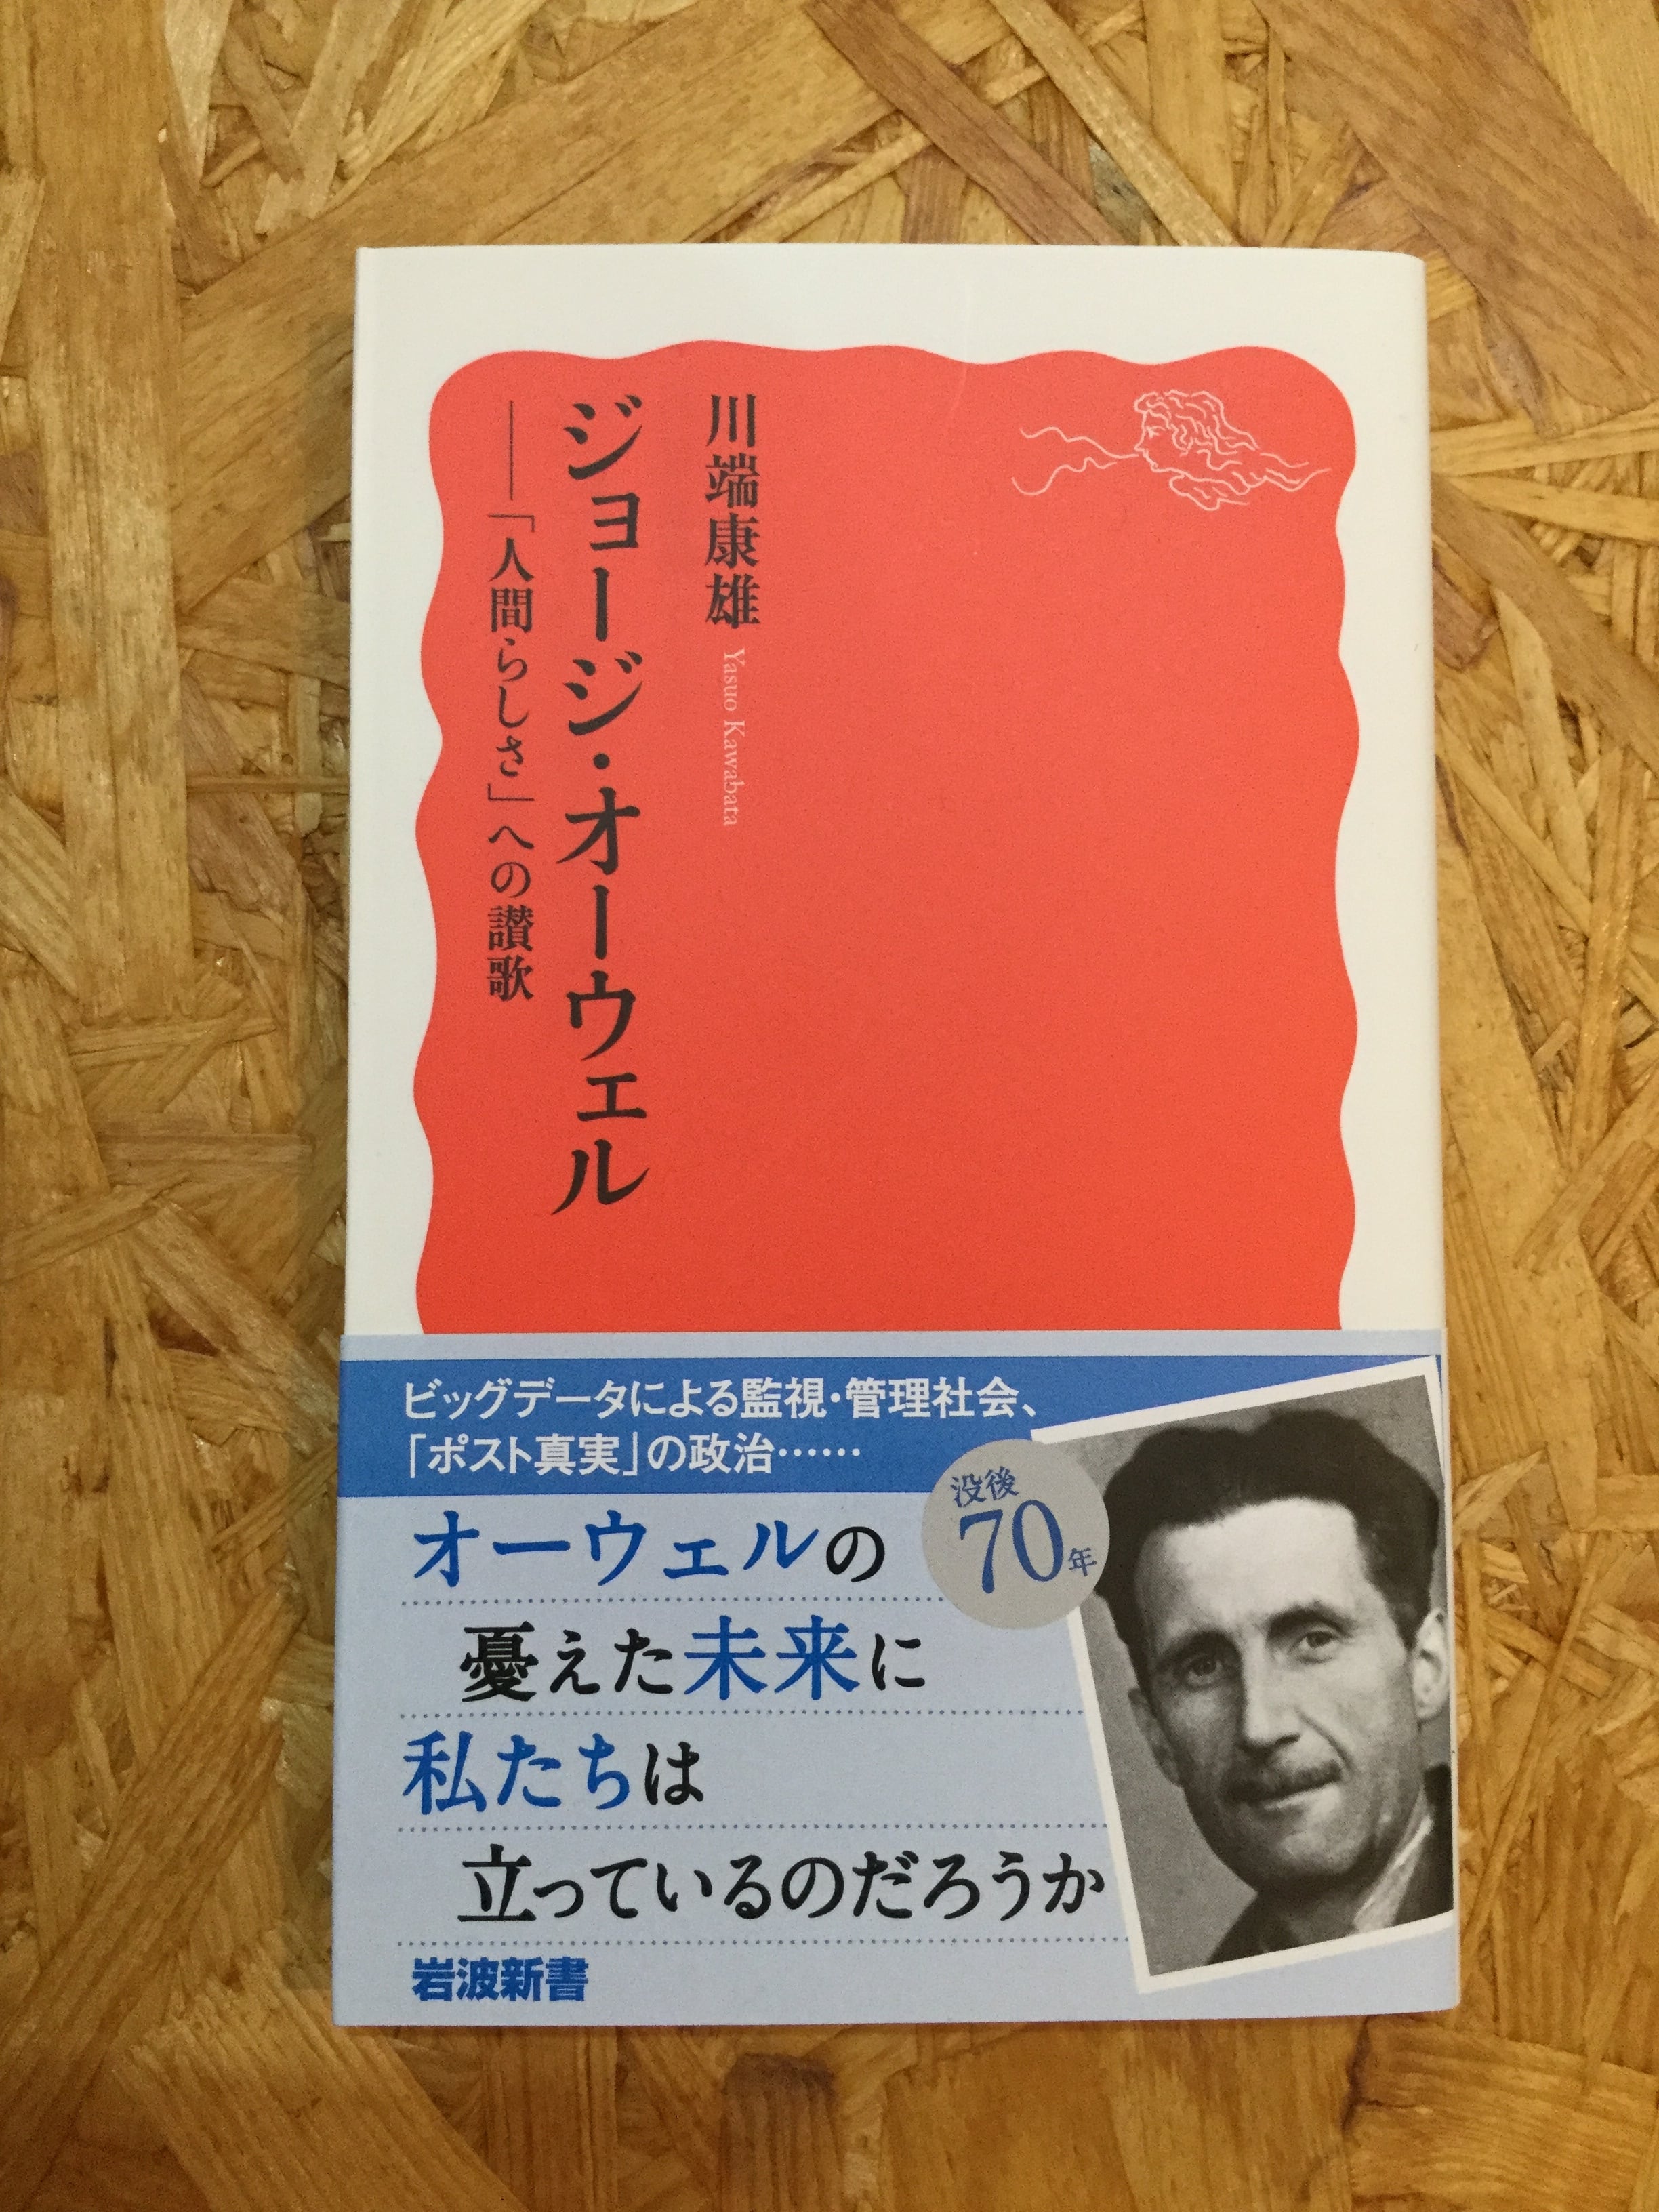 川端康雄 Yasuo Kawabata
ジョージ・オーウェル
──「人間らしさ」への讃歌
ビッグデータによる監視・管理社会、
「ポスト真実」の政治……
没後
70年
オーウェルの
憂えた未来に
私たちは
立っているのだろうか
岩波新書